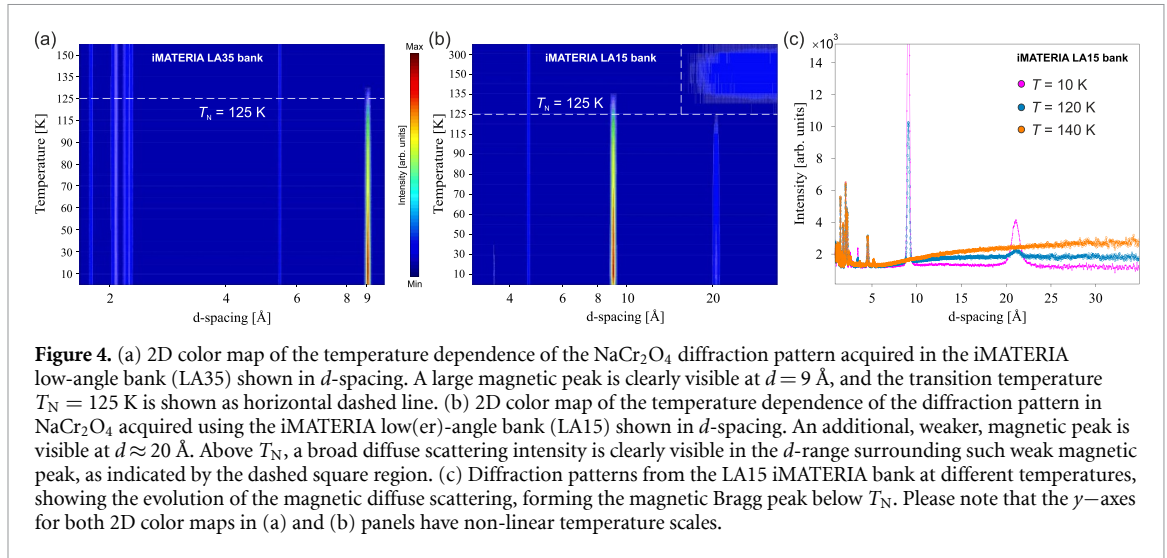 (a)
iMATERIA LA35 bank
150
135
125
110
90
70
50
30
10
Temperature [K]
T_N = 125 K
2
4
6
8
9
d-spacing [Å]
Max
Intensity [arb. units]
Min
(b)
iMATERIA LA15 bank
300
150
135
125
110
90
70
50
30
10
Temperature [K]
T_N = 125 K
4
6
8
10
20
d-spacing [Å]
(c)
×10³
iMATERIA LA15 bank
T = 10 K
T = 120 K
T = 140 K
14
12
10
8
6
4
2
Intensity [arb. units]
5
10
15
20
25
30
d-spacing [Å]
Figure 4. (a) 2D color map of the temperature dependence of the NaCr₂O₄ diffraction pattern acquired in the iMATERIA
low-angle bank (LA35) shown in d-spacing. A large magnetic peak is clearly visible at d = 9 Å, and the transition temperature
T_N = 125 K is shown as horizontal dashed line. (b) 2D color map of the temperature dependence of the diffraction pattern in
NaCr₂O₄ acquired using the iMATERIA low(er)-angle bank (LA15) shown in d-spacing. An additional, weaker, magnetic peak is
visible at d ≈ 20 Å. Above T_N, a broad diffuse scattering intensity is clearly visible in the d-range surrounding such weak magnetic
peak, as indicated by the dashed square region. (c) Diffraction patterns from the LA15 iMATERIA bank at different temperatures,
showing the evolution of the magnetic diffuse scattering, forming the magnetic Bragg peak below T_N. Please note that the y−axes
for both 2D color maps in (a) and (b) panels have non-linear temperature scales.